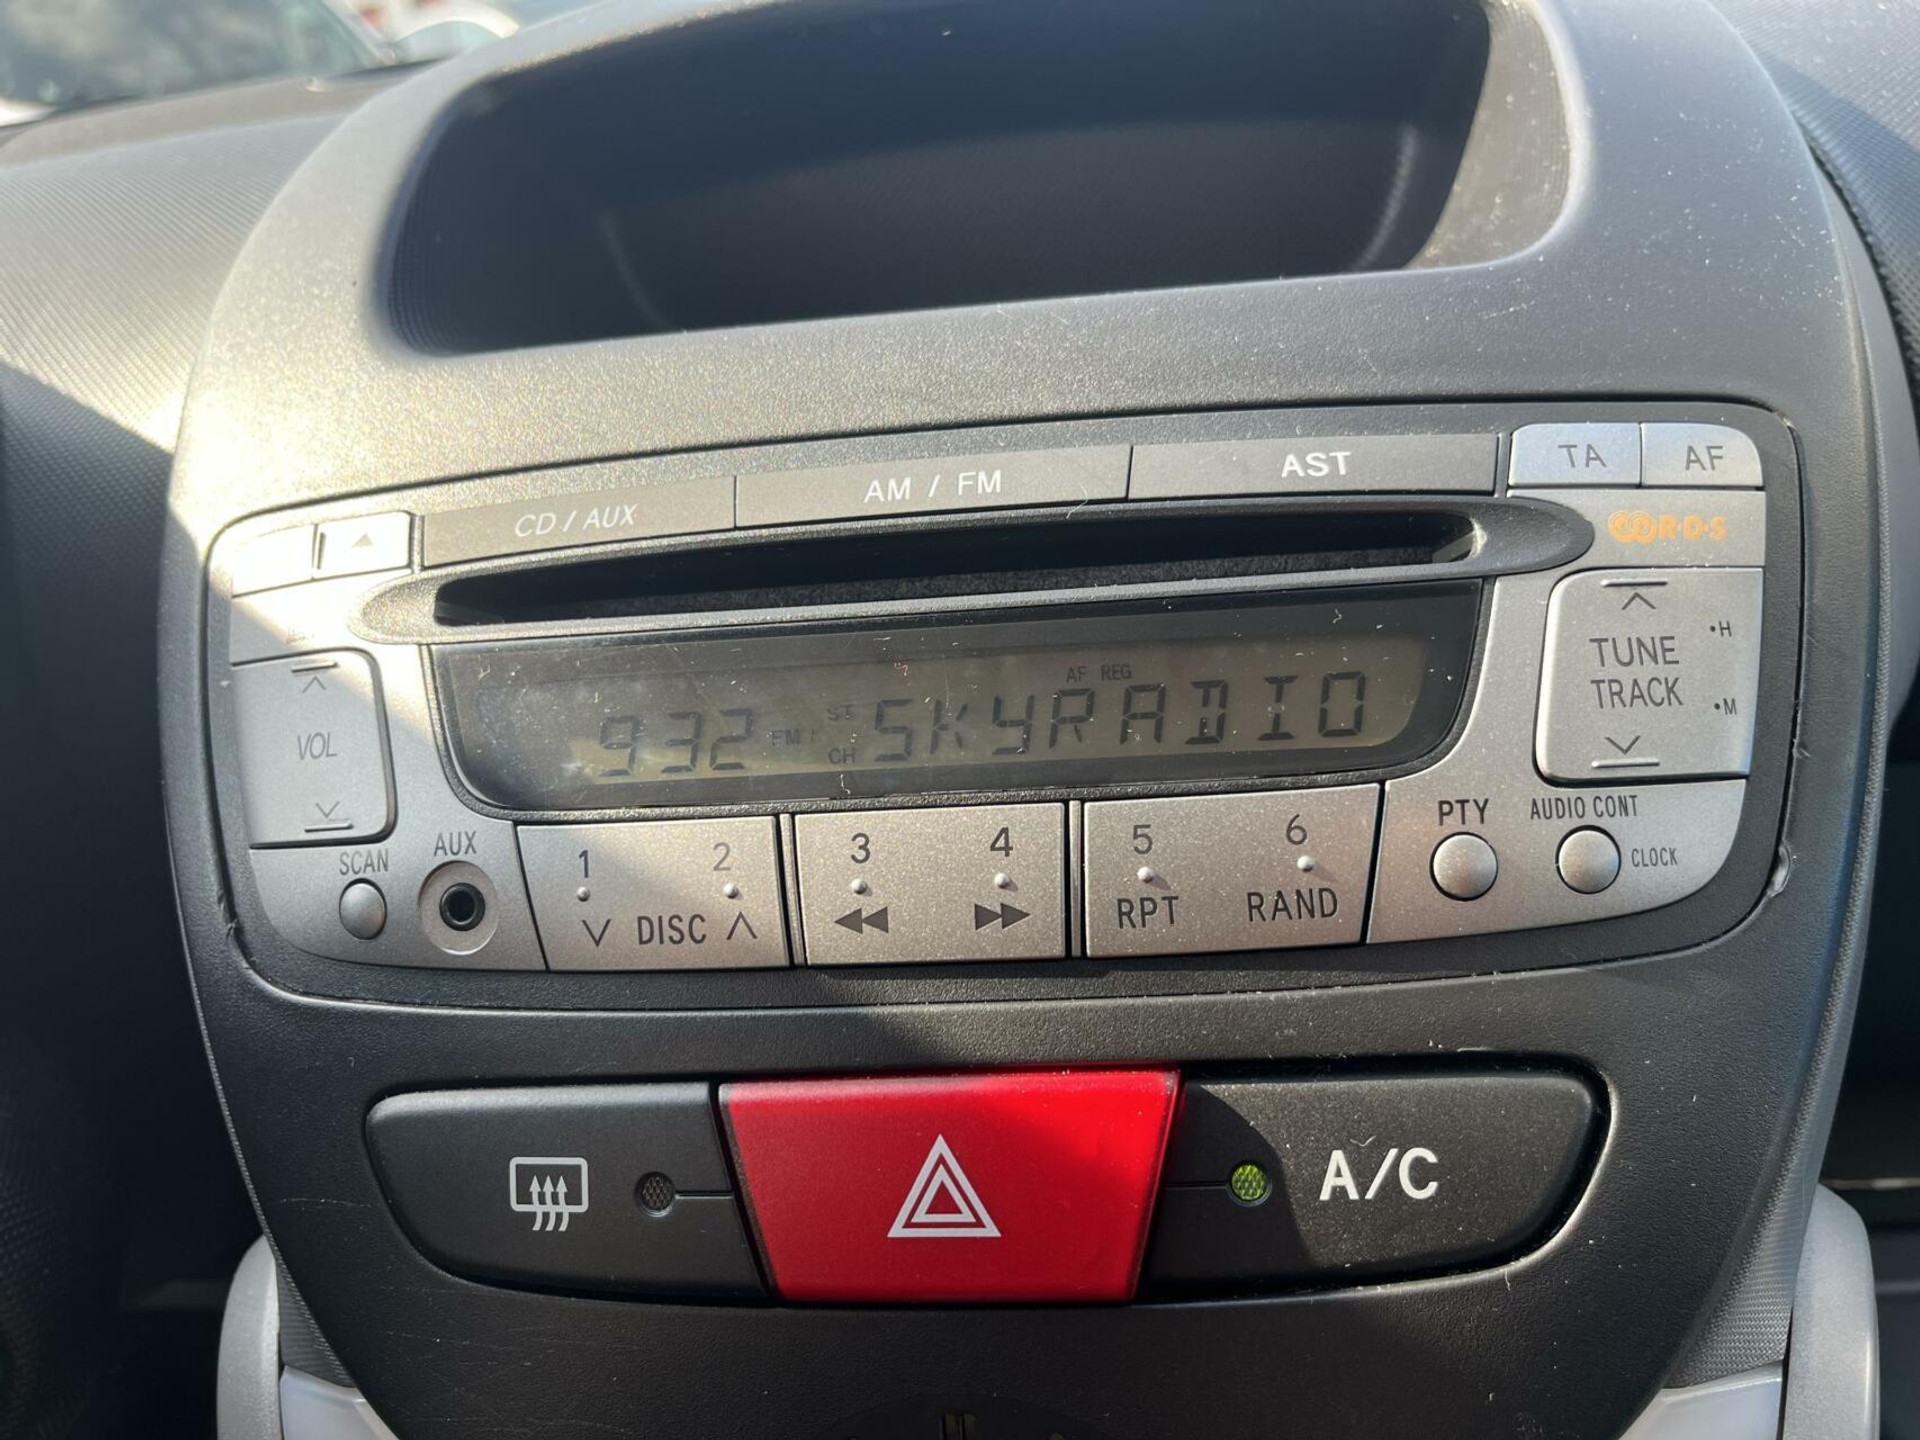 CD / AUX AM / FM AST TA AF
R·D·S
AF REG
932 FM 1 ST CH SKYRADIO
VOL
TUNE TRACK
•H
•M
SCAN AUX
1 2 3 4 5 6
DISC RPT RAND
PTY AUDIO CONT
CLOCK
A/C